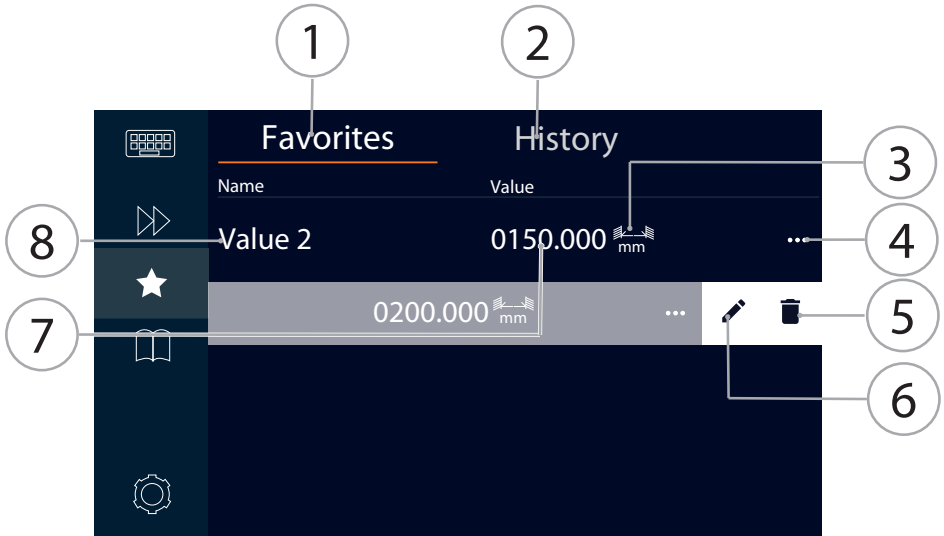 1 2
Favorites History
3
Name Value
8 Value 2 0150.000 mm ... 4
7 0200.000 mm ... 5
6